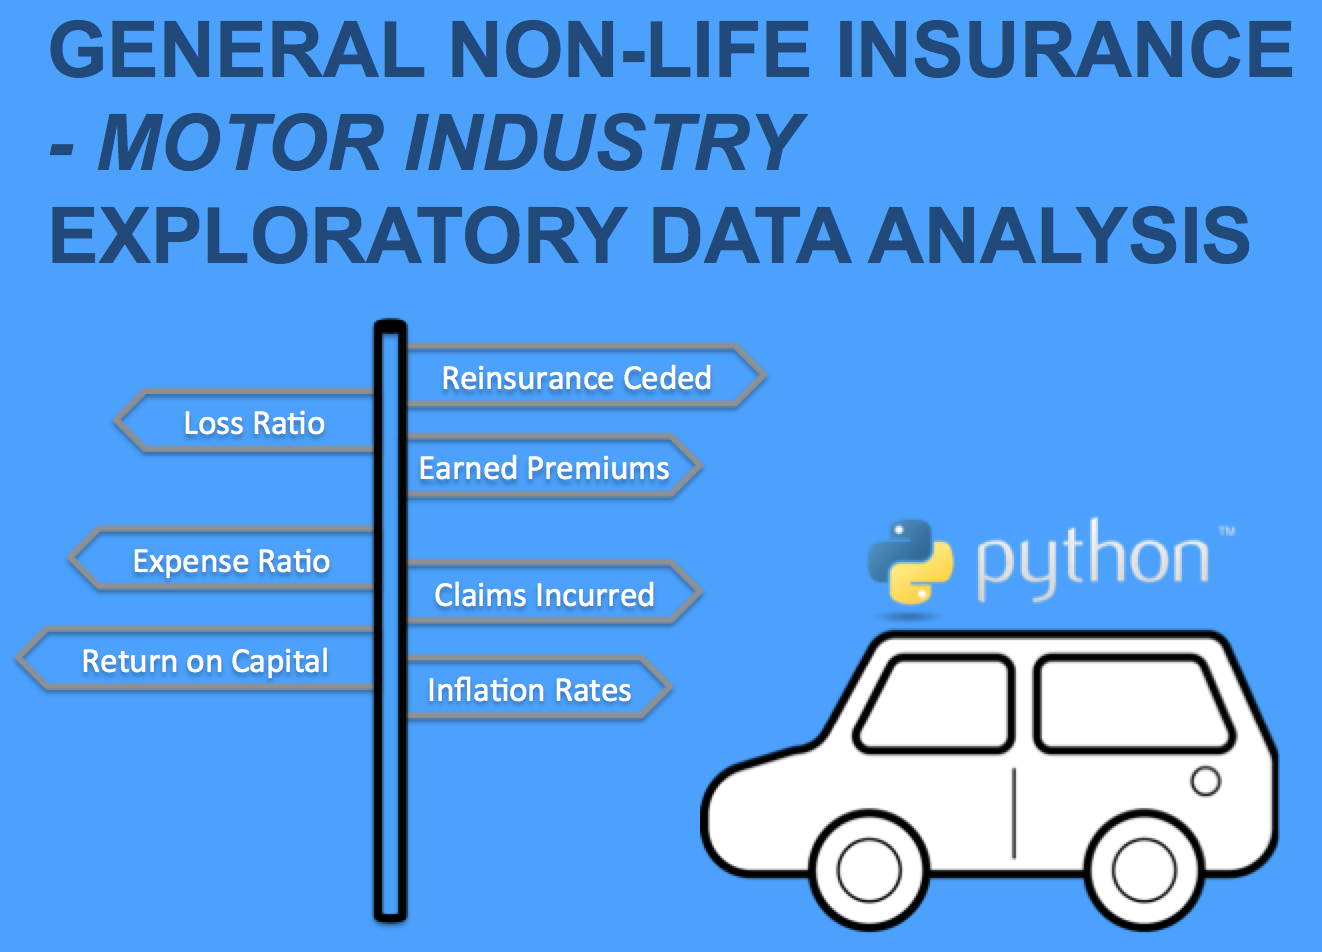 GENERAL NON-LIFE INSURANCE
- MOTOR INDUSTRY
EXPLORATORY DATA ANALYSIS
Reinsurance Ceded
Loss Ratio
Earned Premiums
Expense Ratio
Claims Incurred
Return on Capital
Inflation Rates
python™